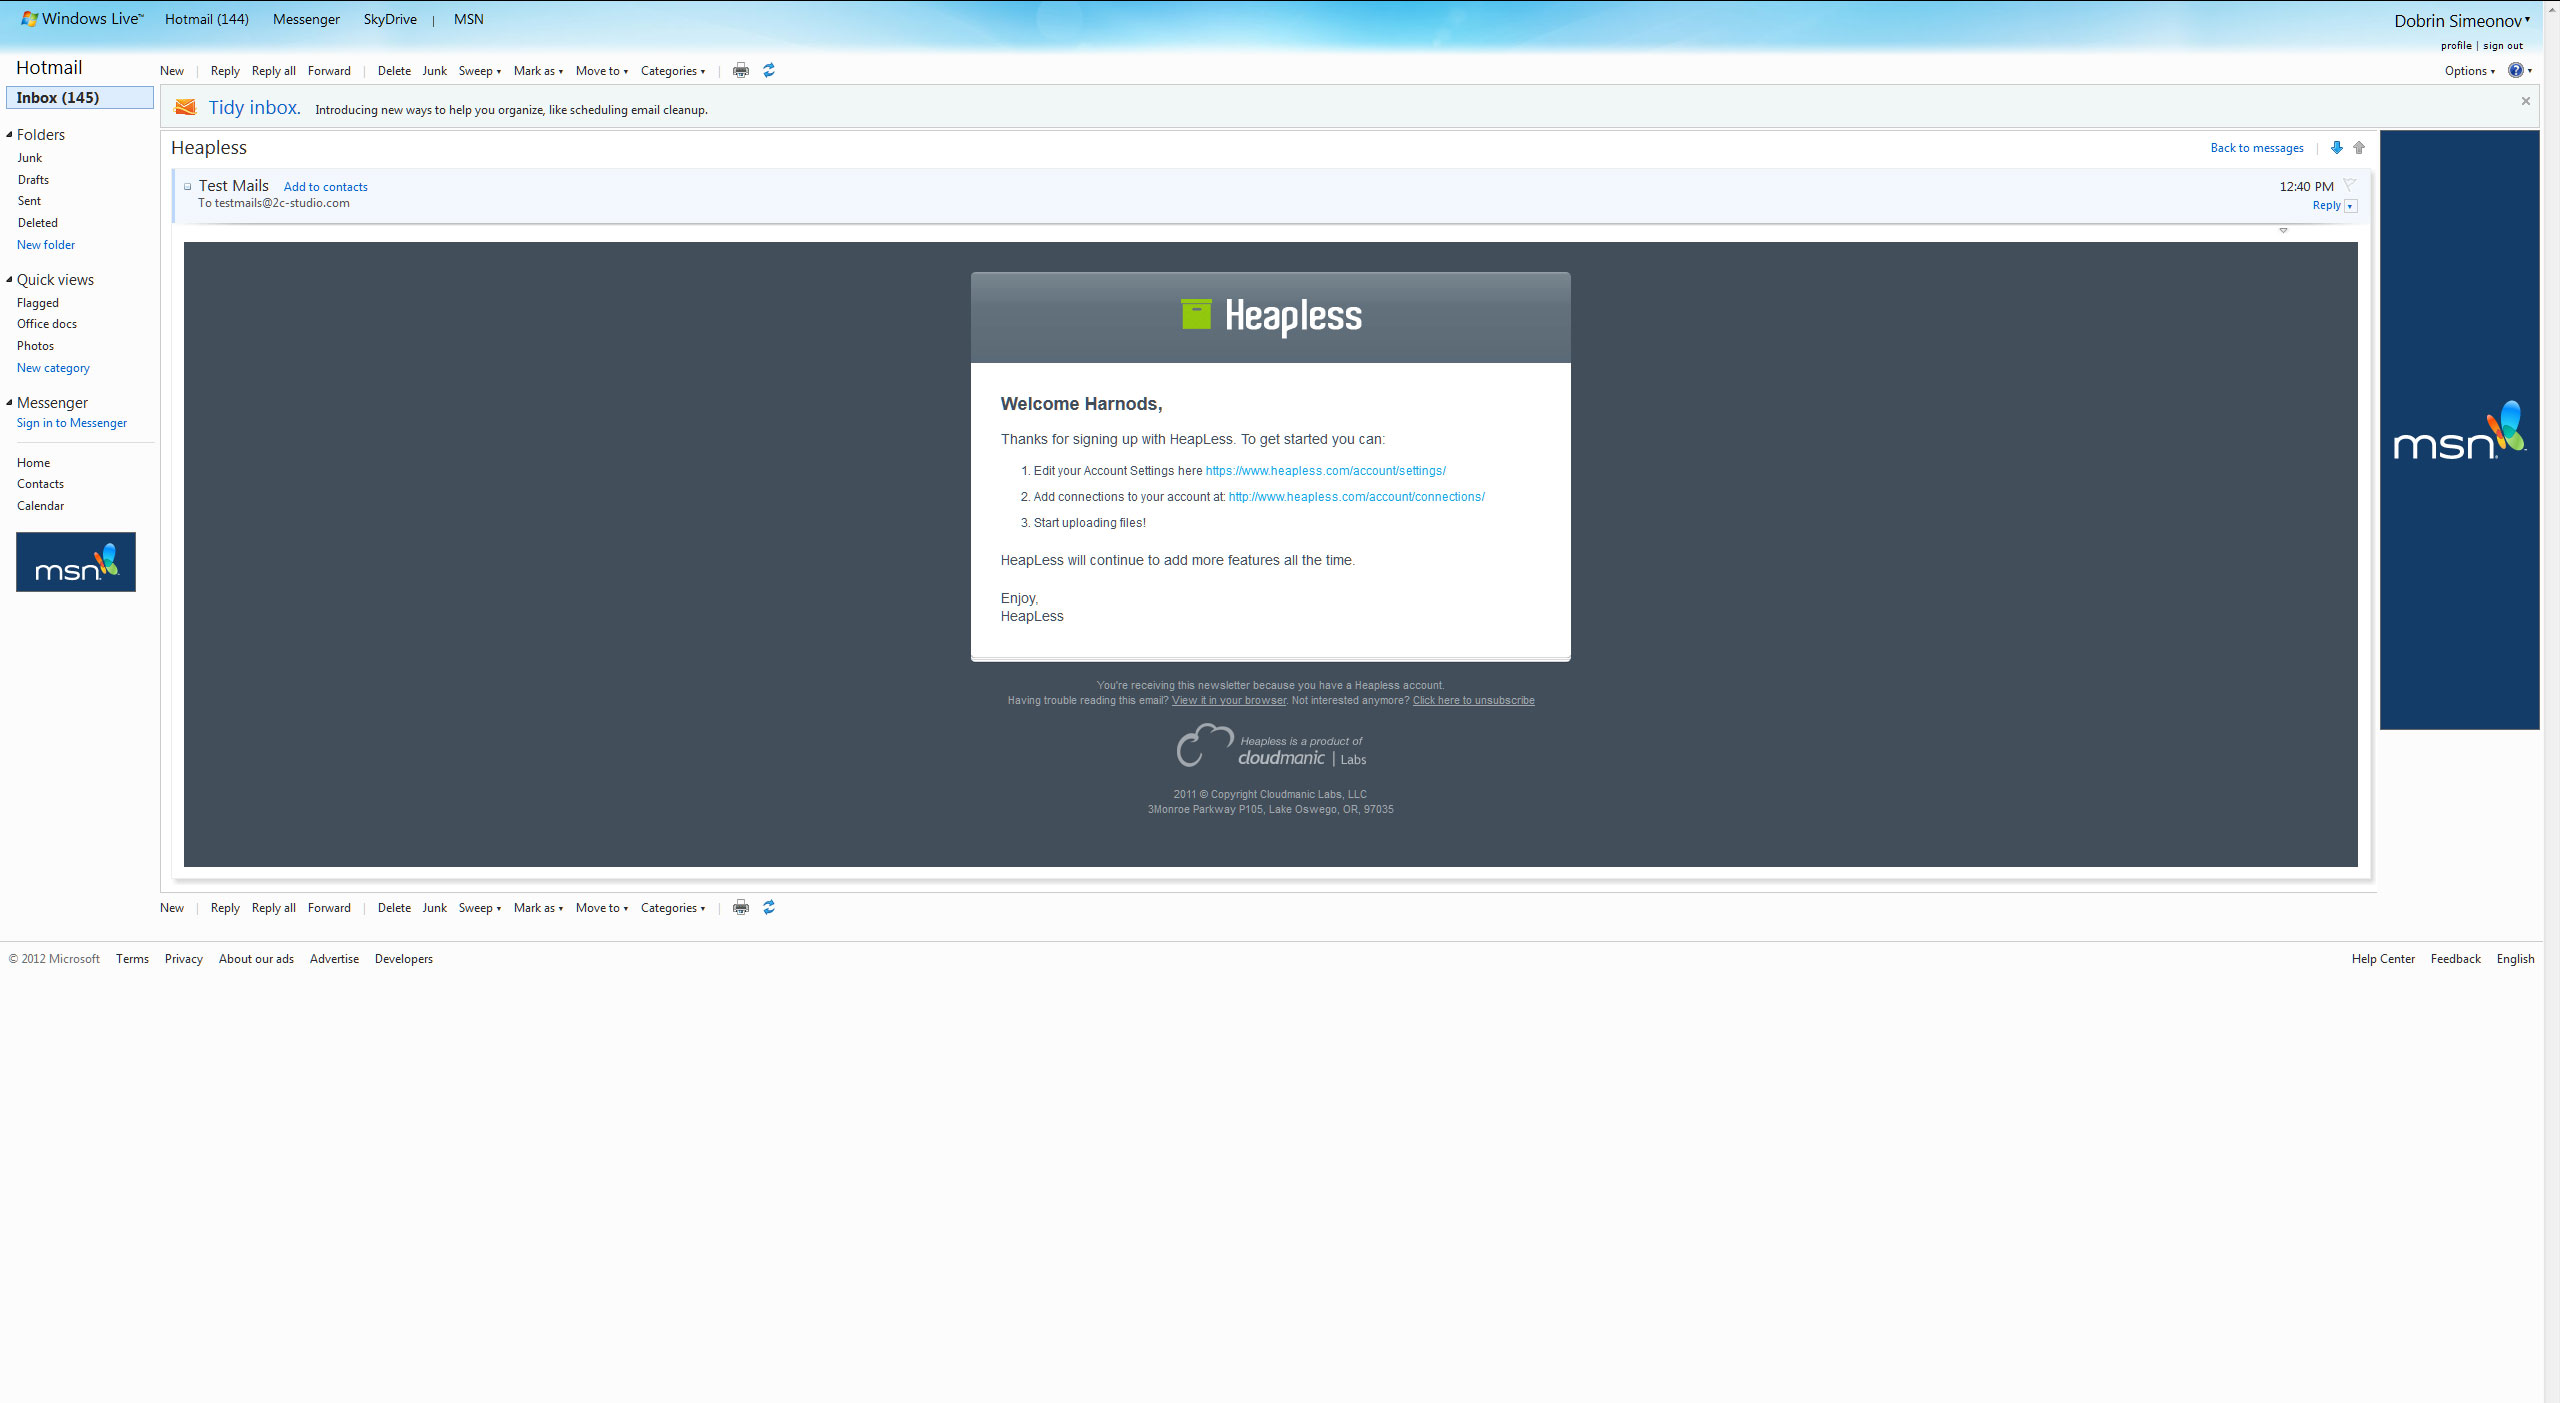 Windows Live™ Hotmail (144) Messenger SkyDrive | MSN
Dobrin Simeonov
profile | sign out
Hotmail
New | Reply Reply all Forward | Delete Junk Sweep Mark as Move to Categories |
Options
Inbox (145)
Tidy inbox. Introducing new ways to help you organize, like scheduling email cleanup.
Folders
Junk
Drafts
Sent
Deleted
New folder
Quick views
Flagged
Office docs
Photos
New category
Messenger
Sign in to Messenger
Home
Contacts
Calendar
msn
Heapless
Back to messages |
Test Mails Add to contacts
12:40 PM
To testmails@2c-studio.com
Reply
Heapless
Welcome Harnods,
Thanks for signing up with HeapLess. To get started you can:
1. Edit your Account Settings here https://www.heapless.com/account/settings/
2. Add connections to your account at: http://www.heapless.com/account/connections/
3. Start uploading files!
HeapLess will continue to add more features all the time.
Enjoy,
HeapLess
You're receiving this newsletter because you have a Heapless account.
Having trouble reading this email? View it in your browser. Not interested anymore? Click here to unsubscribe
Heapless is a product of
cloudmanic | Labs
2011 © Copyright Cloudmanic Labs, LLC
3Monroe Parkway P105, Lake Oswego, OR, 97035
msn
New | Reply Reply all Forward | Delete Junk Sweep Mark as Move to Categories |
© 2012 Microsoft Terms Privacy About our ads Advertise Developers
Help Center Feedback English